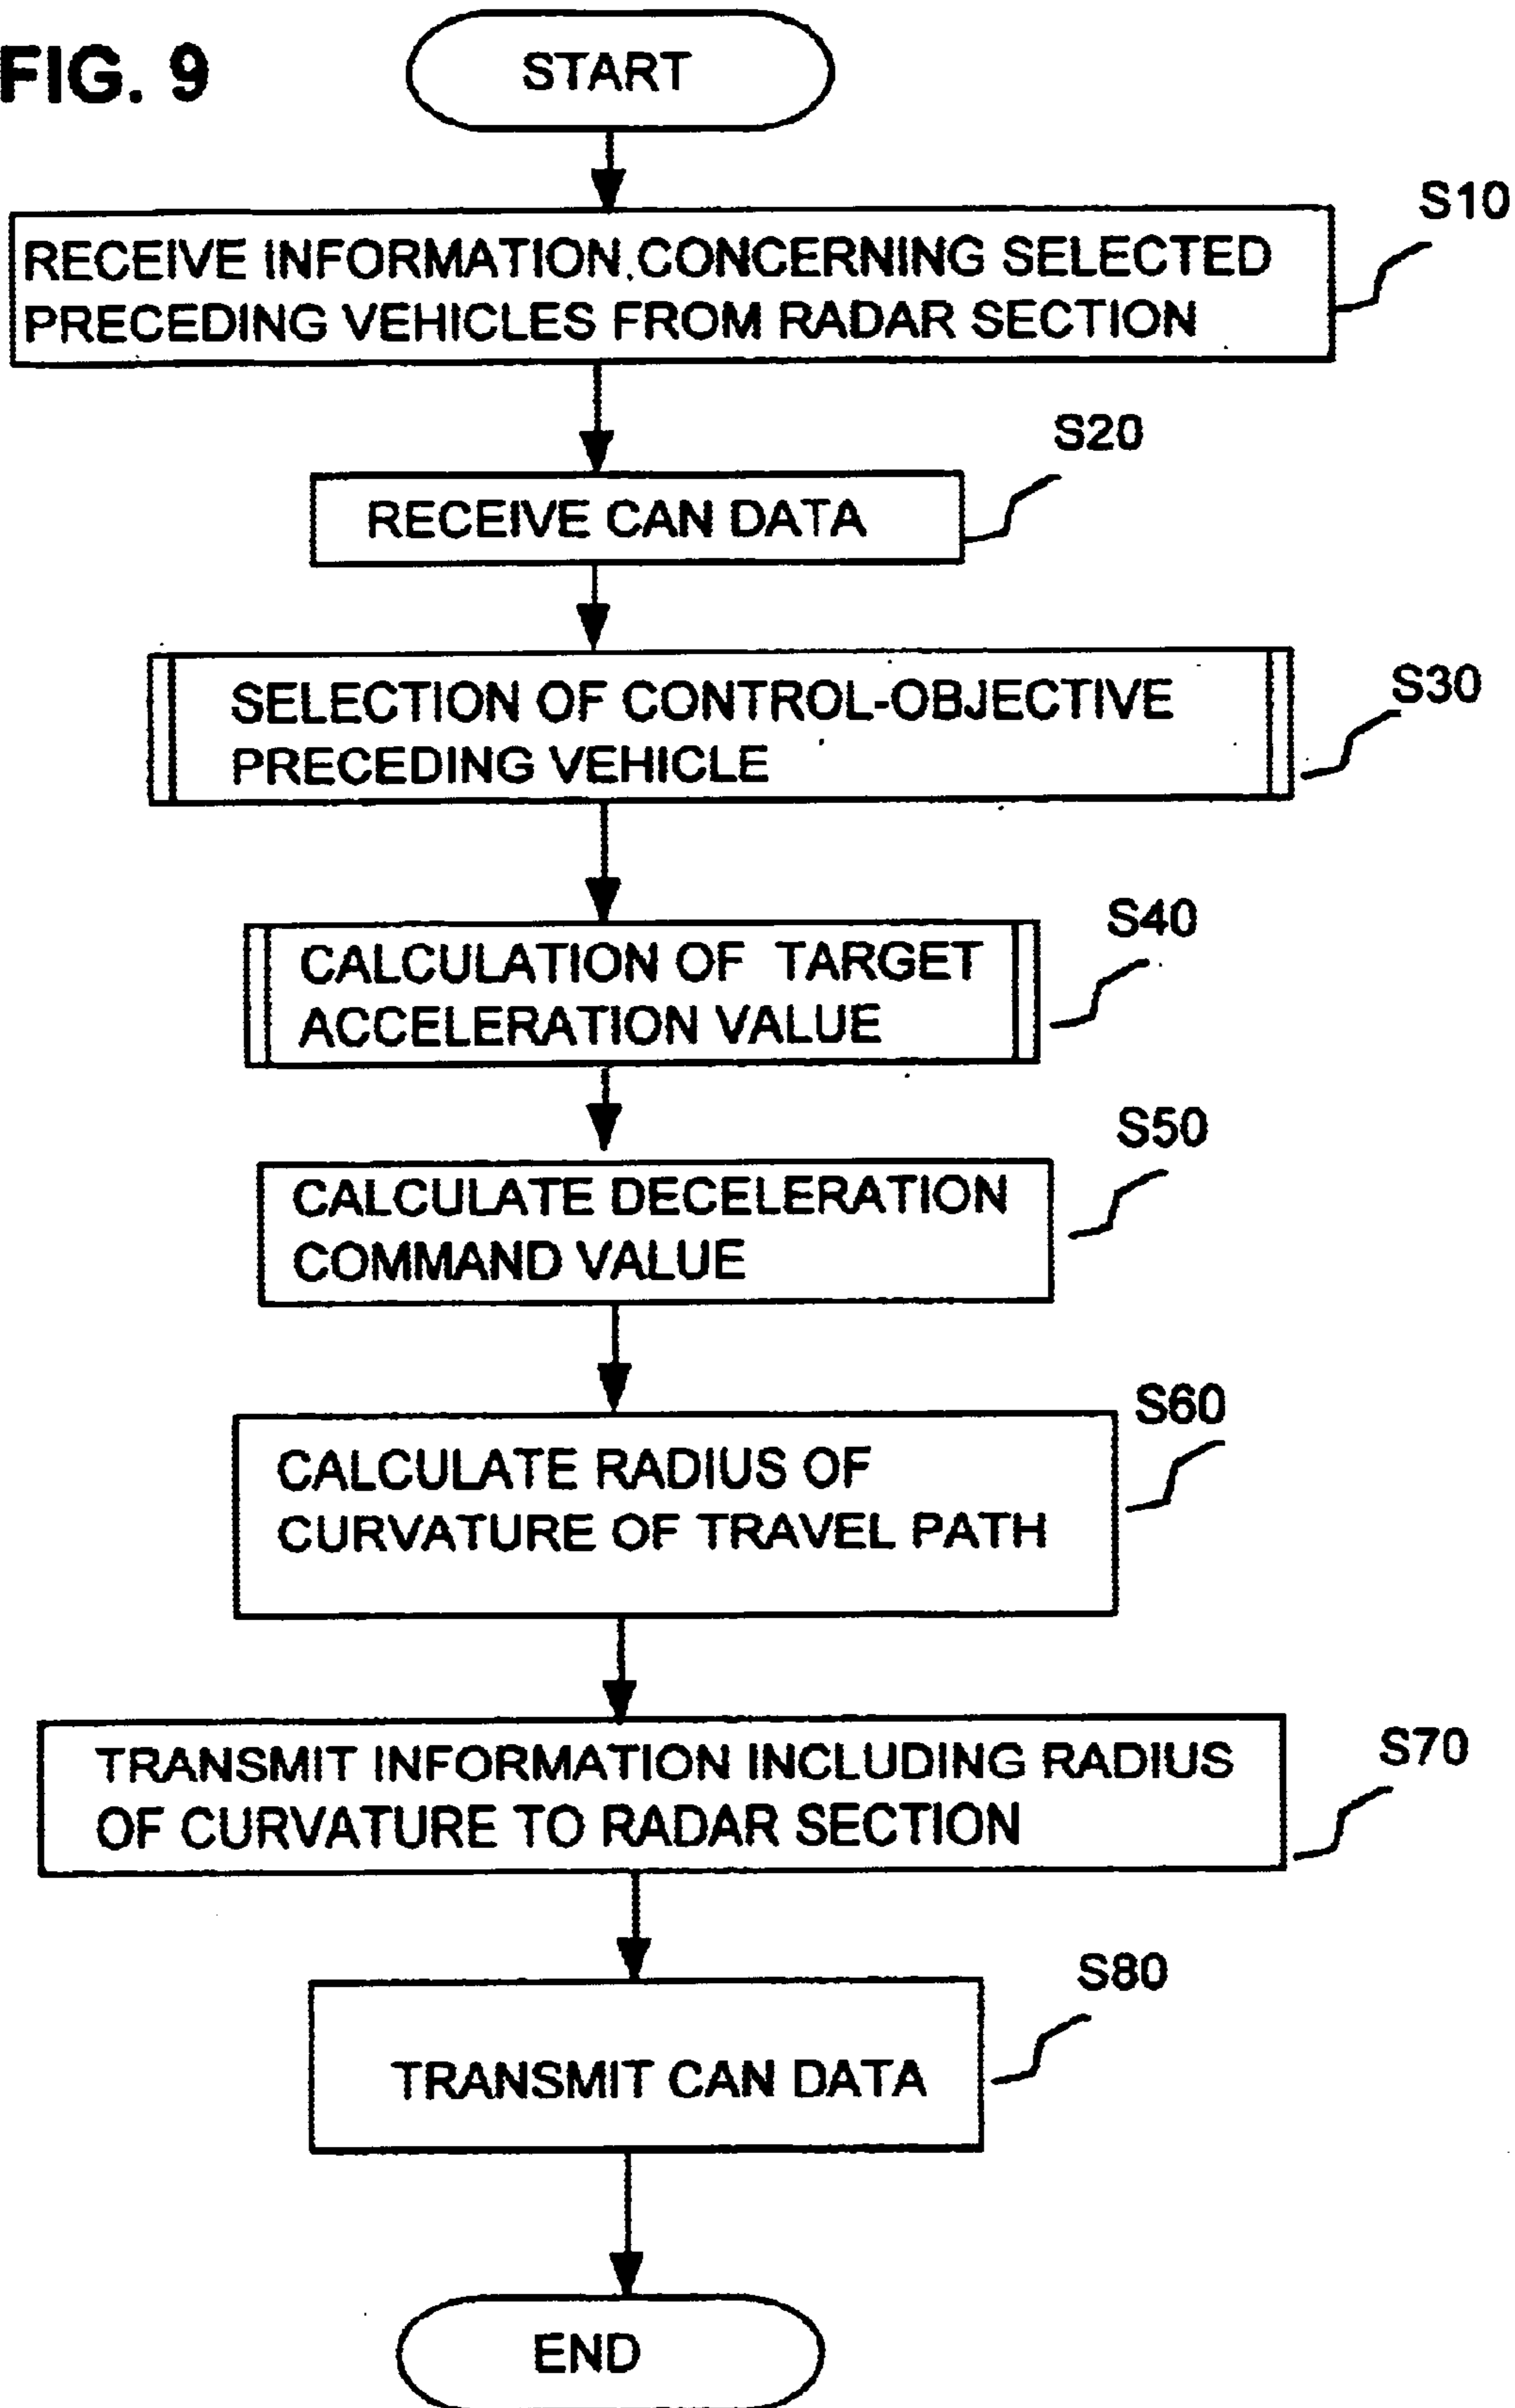 FIG. 9
START
S10
RECEIVE INFORMATION.CONCERNING SELECTED
PRECEDING VEHICLES FROM RADAR SECTION
S20
RECEIVE CAN DATA
S30
SELECTION OF CONTROL-OBJECTIVE
PRECEDING VEHICLE
S40
CALCULATION OF TARGET
ACCELERATION VALUE
S50
CALCULATE DECELERATION
COMMAND VALUE
S60
CALCULATE RADIUS OF
CURVATURE OF TRAVEL PATH
S70
TRANSMIT INFORMATION INCLUDING RADIUS
OF CURVATURE TO RADAR SECTION
S80
TRANSMIT CAN DATA
END